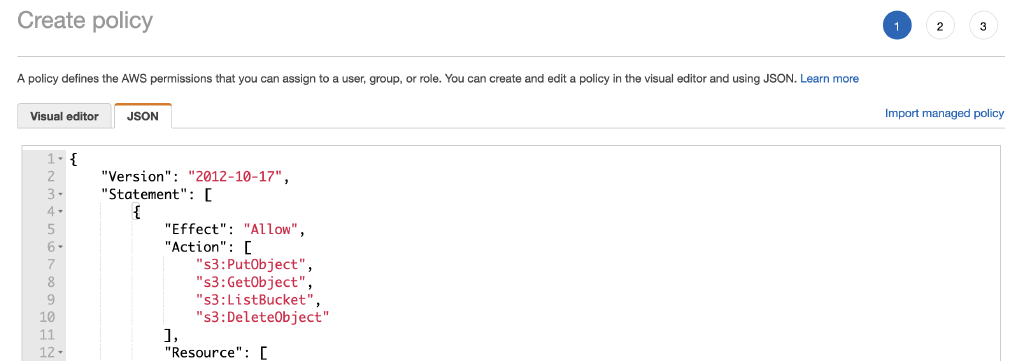 Create policy
1 2 3
A policy defines the AWS permissions that you can assign to a user, group, or role. You can create and edit a policy in the visual editor and using JSON. Learn more
Visual editor JSON Import managed policy
1 {
2 "Version": "2012-10-17",
3 "Statement": [
4 {
5 "Effect": "Allow",
6 "Action": [
7 "s3:PutObject",
8 "s3:GetObject",
9 "s3:ListBucket",
10 "s3:DeleteObject"
11 ],
12 "Resource": [